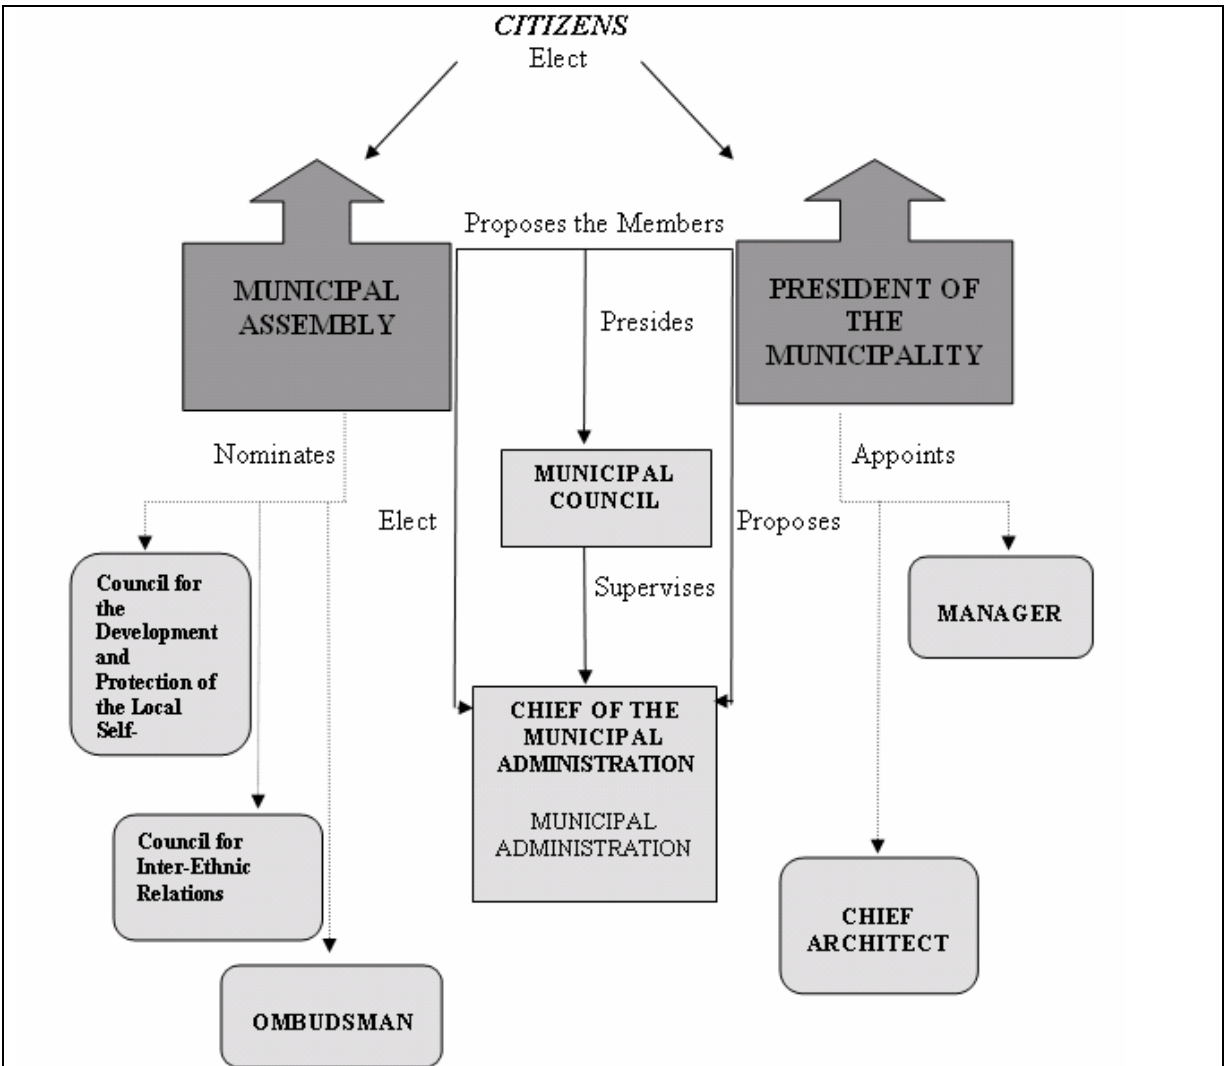 CITIZENS
Elect
Proposes the Members
MUNICIPAL
ASSEMBLY
PRESIDENT OF
THE
MUNICIPALITY
Presides
Nominates
Appoints
MUNICIPAL
COUNCIL
Elect
Proposes
Supervises
Council for
the
Development
and
Protection of
the Local
Self-
MANAGER
CHIEF OF THE
MUNICIPAL
ADMINISTRATION
MUNICIPAL
ADMINISTRATION
Council for
Inter-Ethnic
Relations
CHIEF
ARCHITECT
OMBUDSMAN